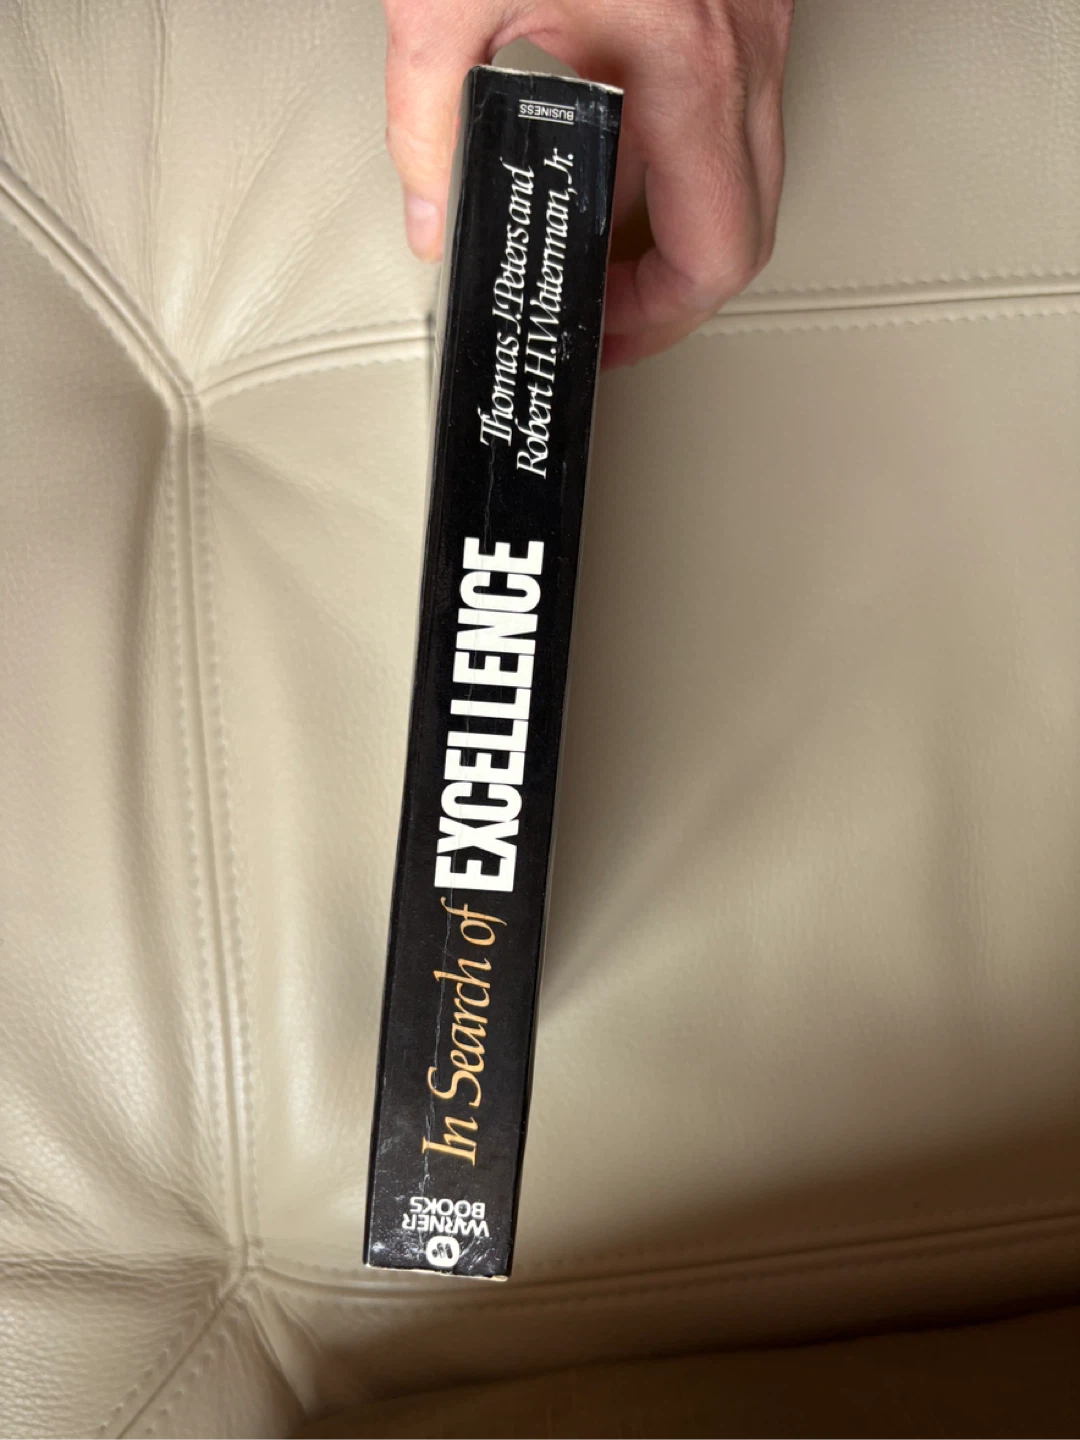 BUSINESS
Thomas J. Peters and
Robert H. Waterman, Jr.
In Search of EXCELLENCE
WARNER
BOOKS